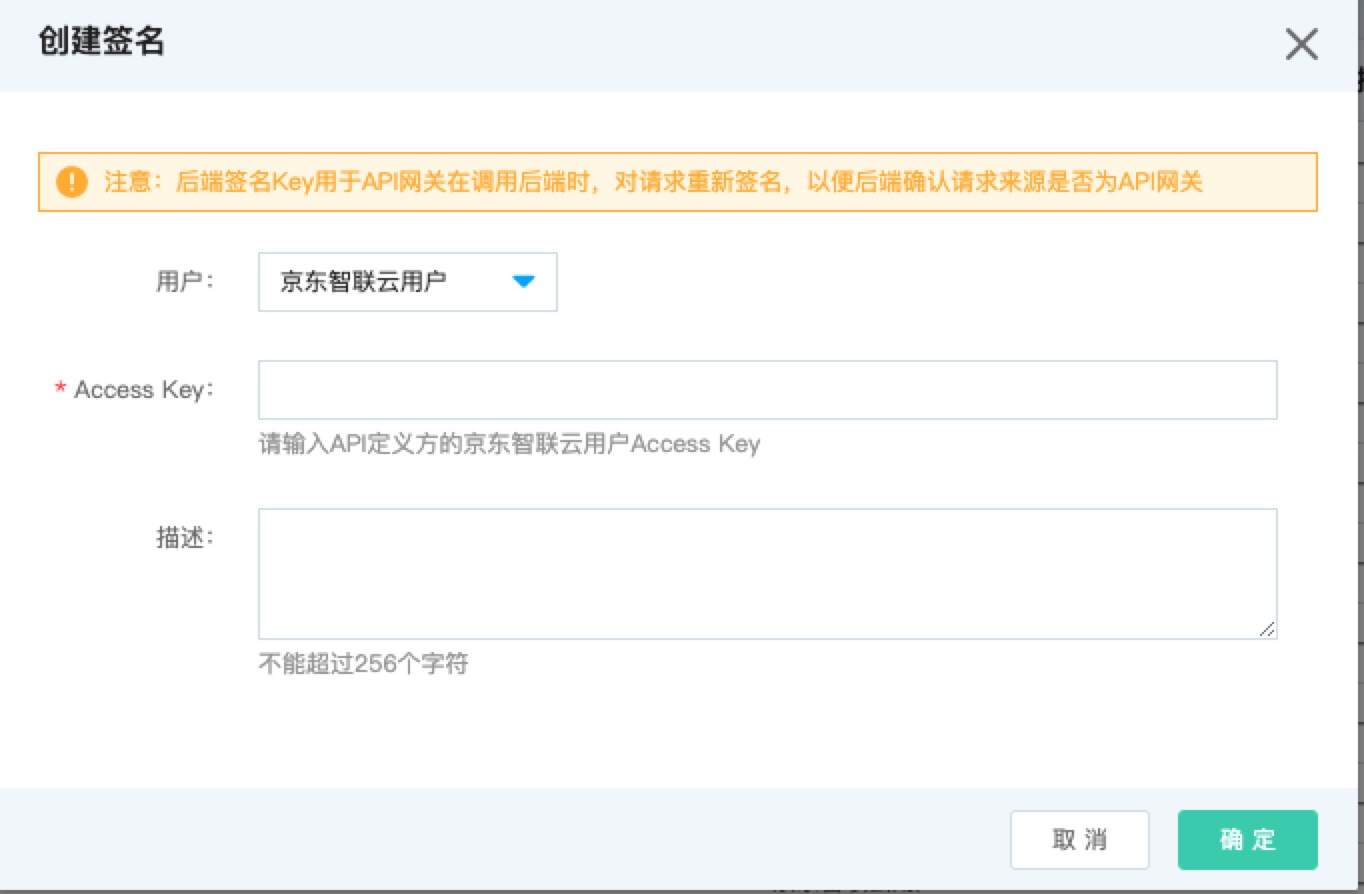 创建签名
注意：后端签名Key用于API网关在调用后端时，对请求重新签名，以便后端确认请求来源是否为API网关
用户：
京东智联云用户
* Access Key：
请输入API定义方的京东智联云用户Access Key
描述：
不能超过256个字符
取 消
确 定